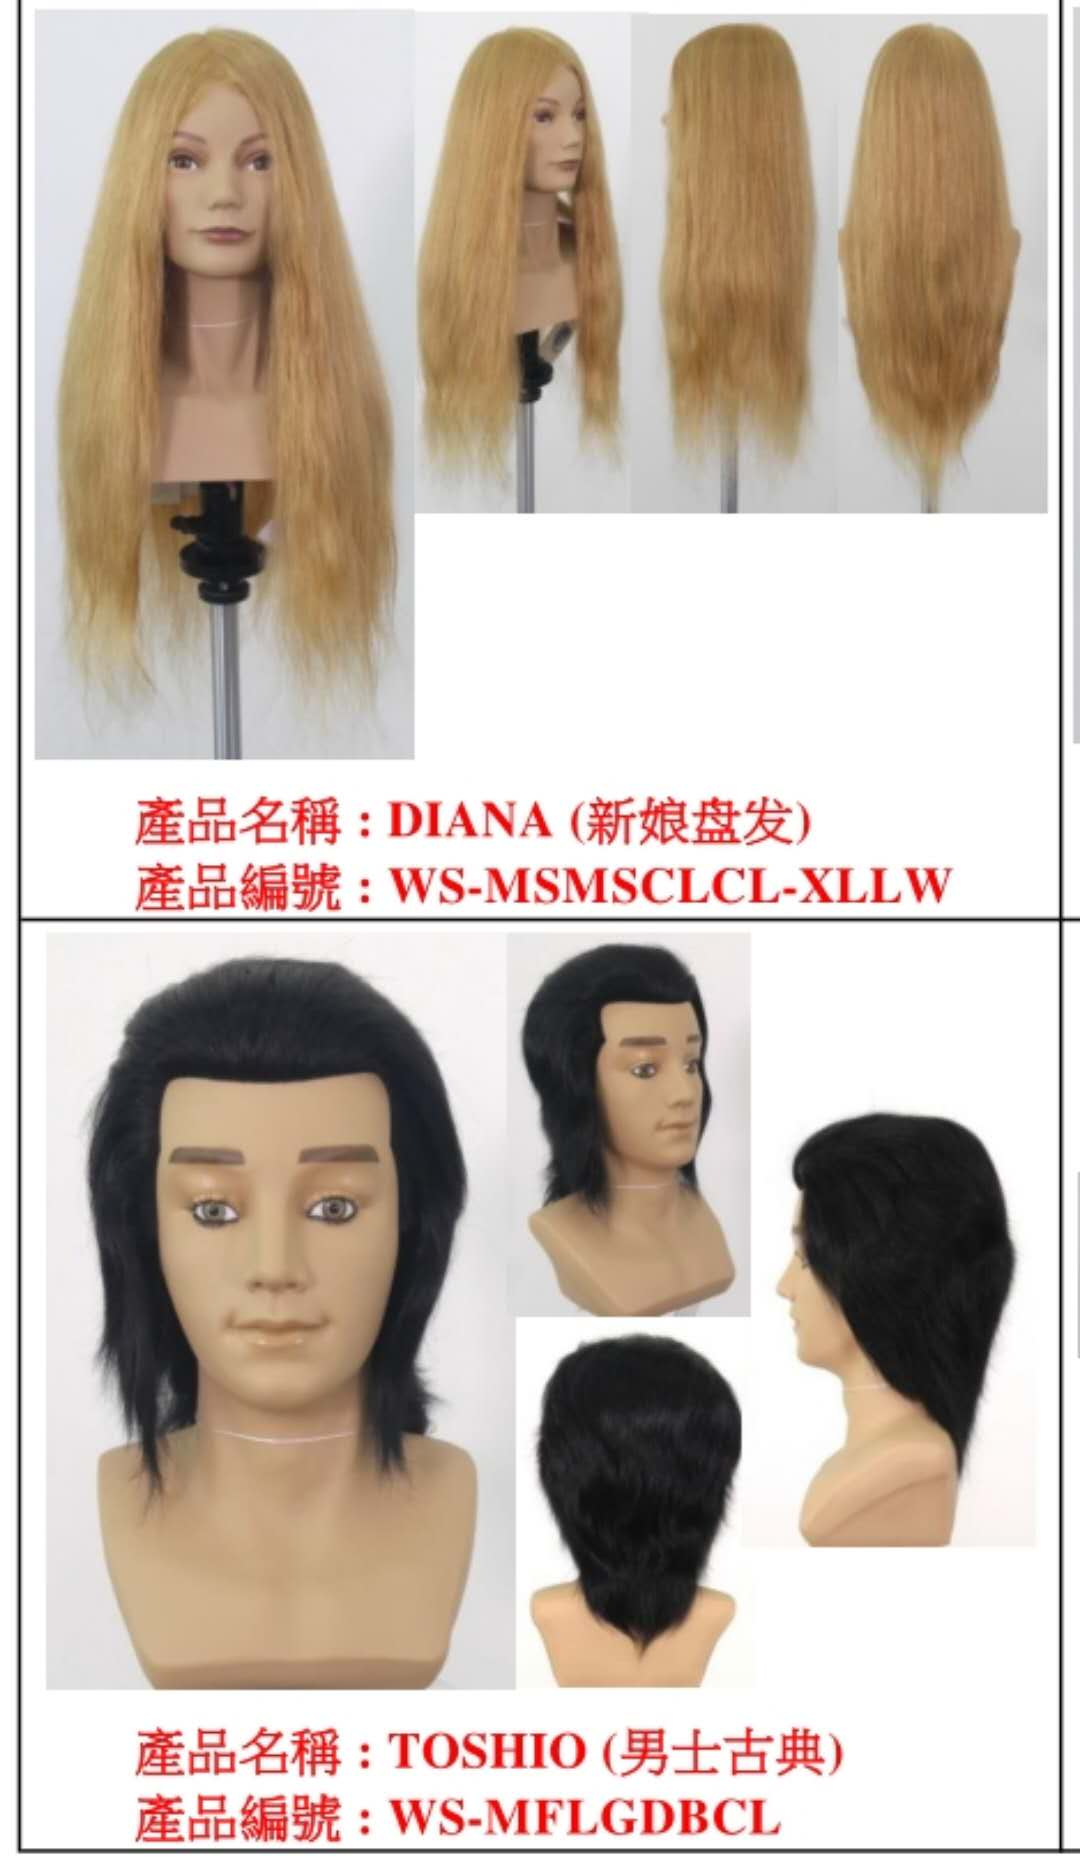 產品名稱 : DIANA (新娘盘发)
產品編號 : WS-MSMSCLCL-XLLW
產品名稱 : TOSHIO (男士古典)
產品編號 : WS-MFLGDBCL